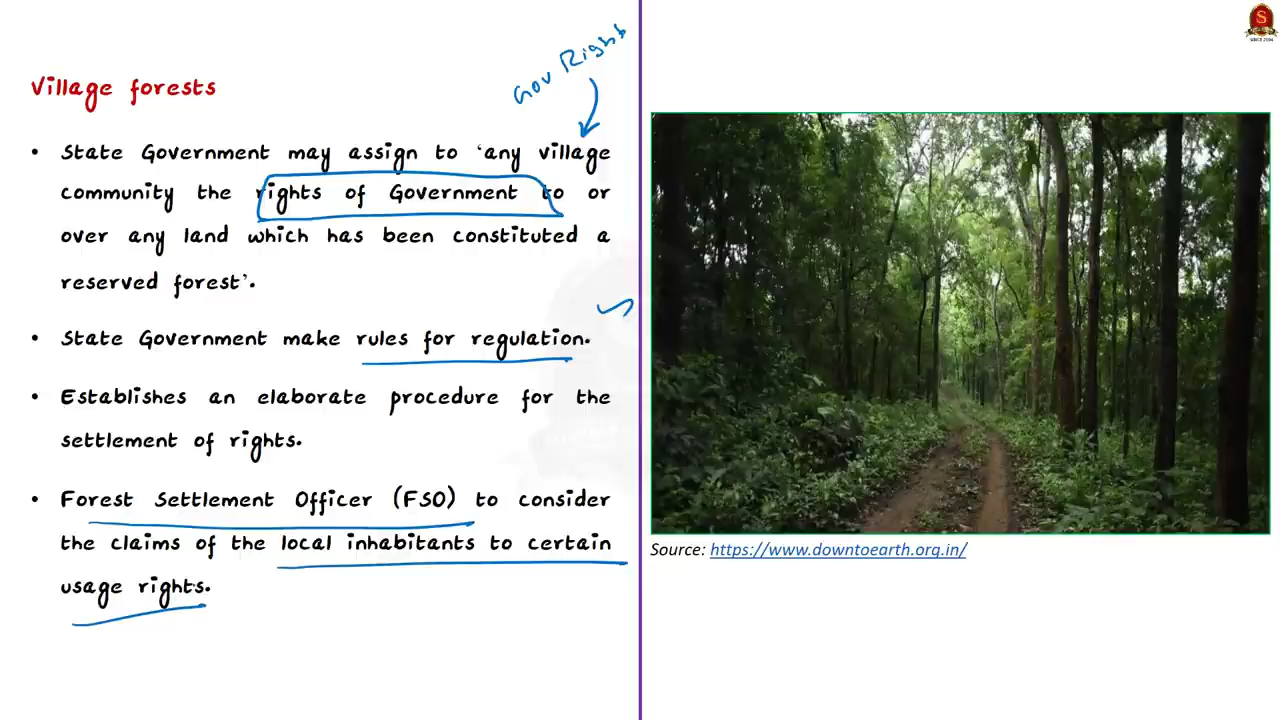 Gov Right
Village forests
• State Government may assign to ‘any village
community the rights of Government to or
over any land which has been constituted a
reserved forest’.
• State Government make rules for regulation.
• Establishes an elaborate procedure for the
settlement of rights.
• Forest Settlement Officer (FSO) to consider
the claims of the local inhabitants to certain
usage rights.
S
SINCE 2004
Source: https://www.downtoearth.org.in/